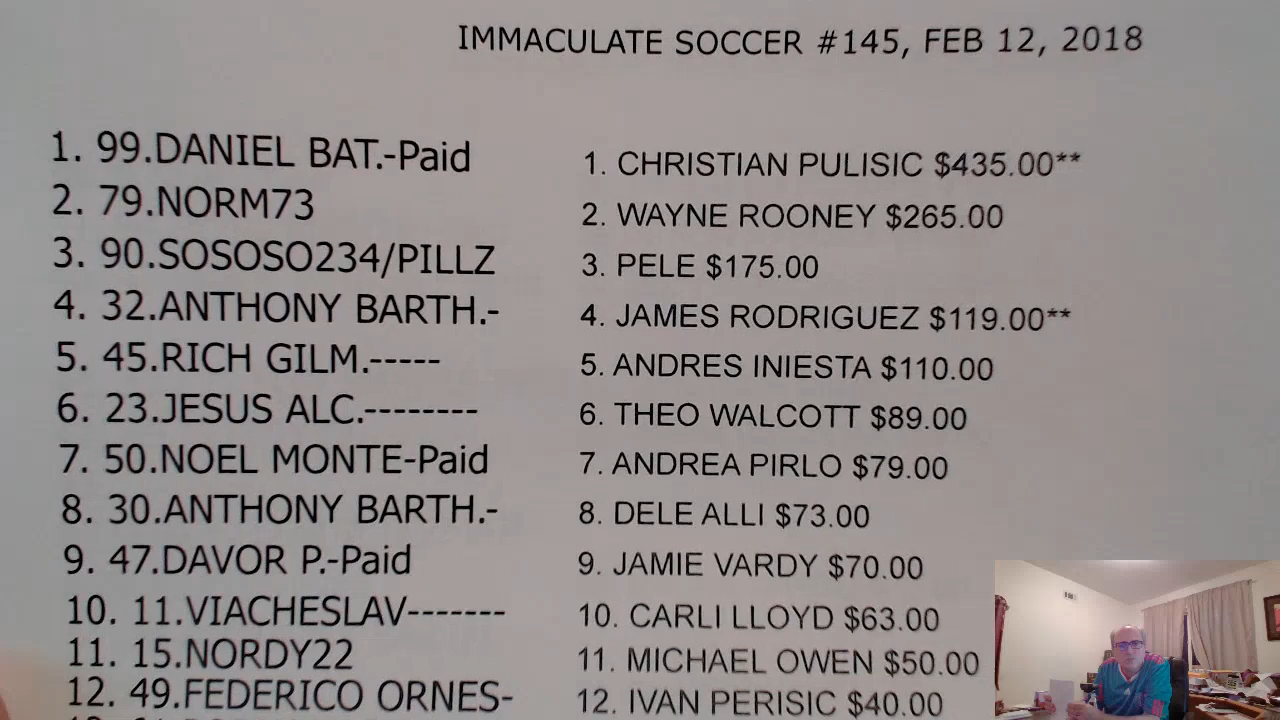 IMMACULATE SOCCER #145, FEB 12, 2018
1. 99.DANIEL BAT.-Paid
2. 79.NORM73
3. 90.SOSOSO234/PILLZ
4. 32.ANTHONY BARTH.-
5. 45.RICH GILM.-----
6. 23.JESUS ALC.--------
7. 50.NOEL MONTE-Paid
8. 30.ANTHONY BARTH.-
9. 47.DAVOR P.-Paid
10. 11.VIACHESLAV-------
11. 15.NORDY22
12. 49.FEDERICO ORNES-
1. CHRISTIAN PULISIC $435.00**
2. WAYNE ROONEY $265.00
3. PELE $175.00
4. JAMES RODRIGUEZ $119.00**
5. ANDRES INIESTA $110.00
6. THEO WALCOTT $89.00
7. ANDREA PIRLO $79.00
8. DELE ALLI $73.00
9. JAMIE VARDY $70.00
10. CARLI LLOYD $63.00
11. MICHAEL OWEN $50.00
12. IVAN PERISIC $40.00